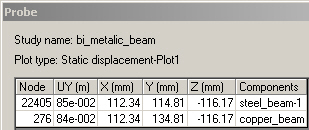 Probe
Study name: bi_metalic_beam
Plot type: Static displacement-Plot1
Node UY (m) X (mm) Y (mm) Z (mm) Components
22405 85e-002 112.34 114.81 -116.17 steel_beam-1
276 84e-002 112.34 134.81 -116.17 copper_beam